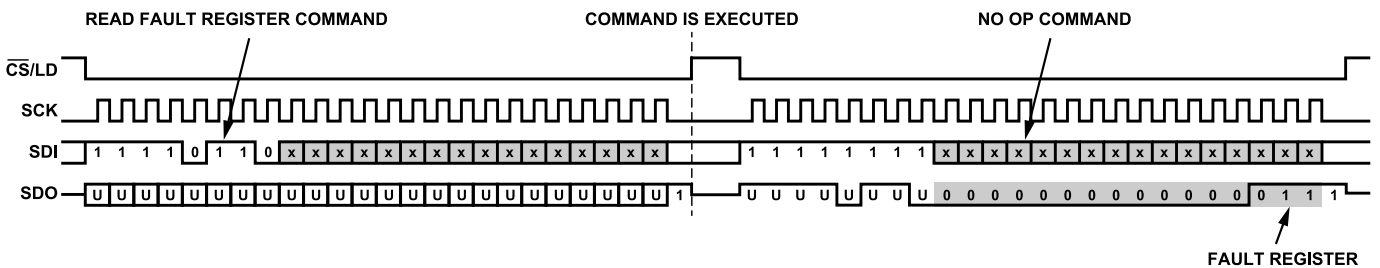 READ FAULT REGISTER COMMAND
COMMAND IS EXECUTED
NO OP COMMAND
CS/LD
SCK
SDI 1 1 1 1 0 1 1 0 x x x x x x x x x x x x x x x x 1 1 1 1 1 1 1 1 x x x x x x x x x x x x x x x x
SDO U U U U U U U U U U U U U U U U U U U U U U U U 1 U U U U U U U U 0 0 0 0 0 0 0 0 0 0 0 0 0 0 1 1 1
FAULT REGISTER